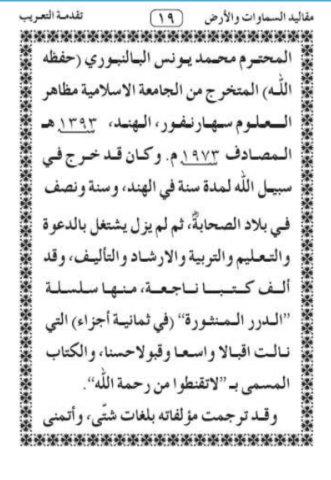 مقاليد السماوات والأرض ١٩ تقدمة التعريب
المحترم محمد يونس البالنبوري (حفظه
الله) المتخرج من الجامعة الاسلامية مظاهر
العلوم سهارنفور، الهند، ١٣٩٣ هـ
المصادف ١٩٧٣ م. وكان قد خرج في
سبيل الله لمدة سنة في الهند، وسنة ونصف
في بلاد الصحابةؓ، ثم لم يزل يشتغل بالدعوة
والتعليم والتربية والارشاد والتأليف، وقد
ألف كتبا ناجعة، منها سلسلة
"الدرر المنثورة" (في ثمانية أجزاء) التي
نالت اقبالا واسعا وقبولا حسنا، والكتاب
المسمى بـ "لاتقنطوا من رحمة الله".
وقد ترجمت مؤلفاته بلغات شتّى، وأتمنى